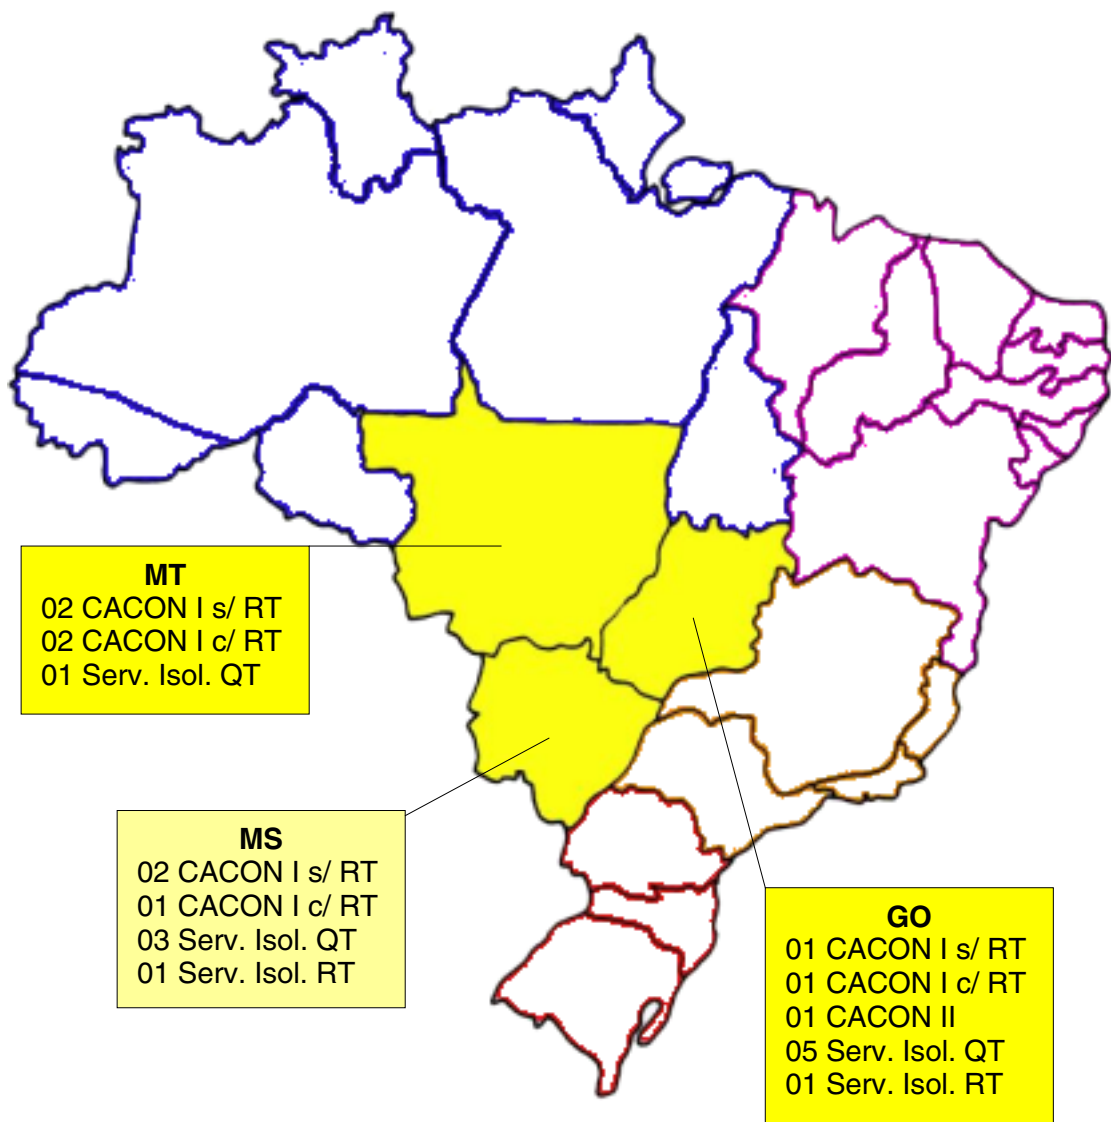 MT
02 CACON I s/ RT
02 CACON I c/ RT
01 Serv. Isol. QT
MS
02 CACON I s/ RT
01 CACON I c/ RT
03 Serv. Isol. QT
01 Serv. Isol. RT
GO
01 CACON I s/ RT
01 CACON I c/ RT
01 CACON II
05 Serv. Isol. QT
01 Serv. Isol. RT